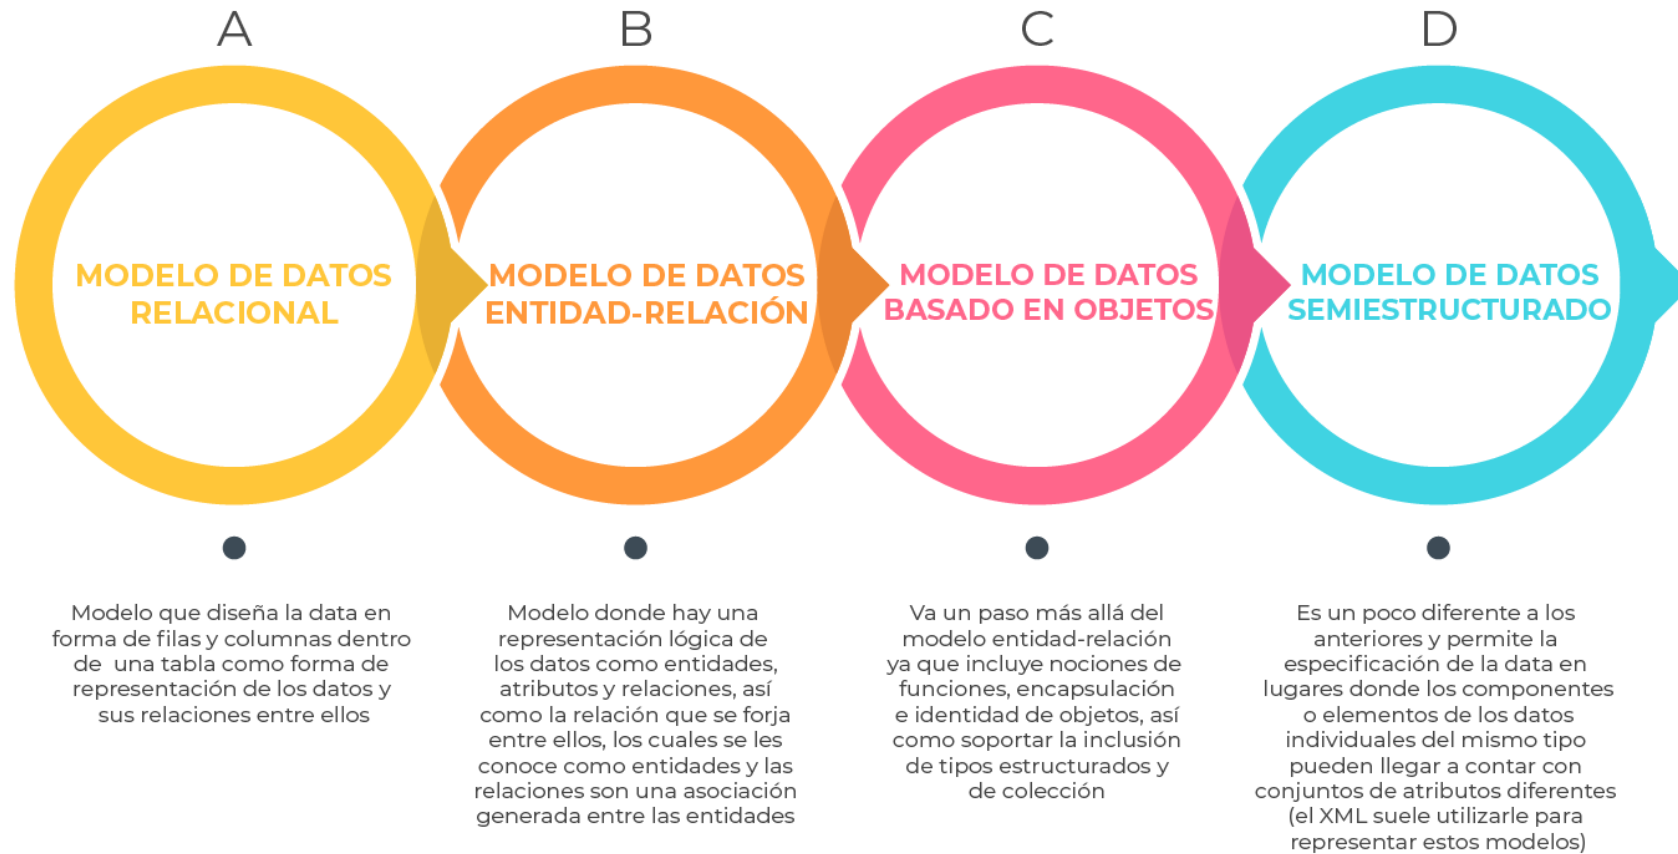 A
MODELO DE DATOS
RELACIONAL
Modelo que diseña la data en
forma de filas y columnas dentro
de una tabla como forma de
representación de los datos y
sus relaciones entre ellos
B
MODELO DE DATOS
ENTIDAD-RELACIÓN
Modelo donde hay una
representación lógica de
los datos como entidades,
atributos y relaciones, así
como la relación que se forja
entre ellos, los cuales se les
conoce como entidades y las
relaciones son una asociación
generada entre las entidades
C
MODELO DE DATOS
BASADO EN OBJETOS
Va un paso más allá del
modelo entidad-relación
ya que incluye nociones de
funciones, encapsulación
e identidad de objetos, así
como soportar la inclusión
de tipos estructurados y
de colección
D
MODELO DE DATOS
SEMIESTRUCTURADO
Es un poco diferente a los
anteriores y permite la
especificación de la data en
lugares donde los componentes
o elementos de los datos
individuales del mismo tipo
pueden llegar a contar con
conjuntos de atributos diferentes
(el XML suele utilizarle para
representar estos modelos)